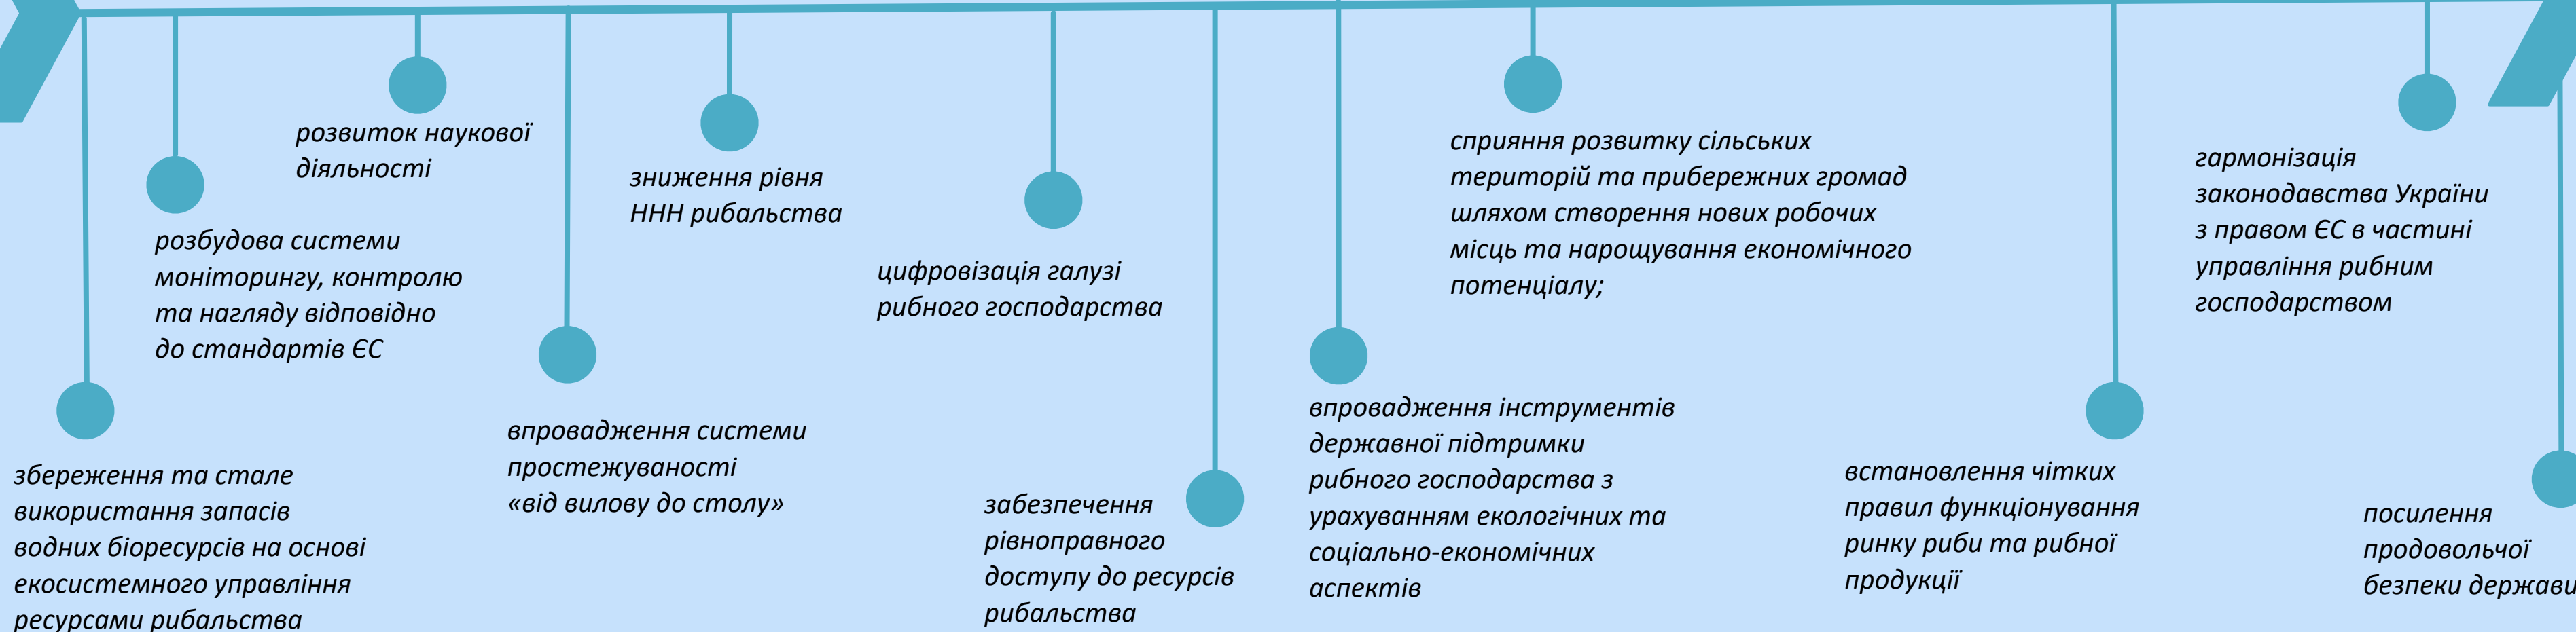 збереження та стале
використання запасів
водних біоресурсів на основі
екосистемного управління
ресурсами рибальства
розбудова системи
моніторингу, контролю
та нагляду відповідно
до стандартів ЄС
розвиток наукової
діяльності
впровадження системи
простежуваності
«від вилову до столу»
зниження рівня
ННН рибальства
цифровізація галузі
рибного господарства
забезпечення
рівноправного
доступу до ресурсів
рибальства
впровадження інструментів
державної підтримки
рибного господарства з
урахуванням екологічних та
соціально-економічних
аспектів
сприяння розвитку сільських
територій та прибережних громад
шляхом створення нових робочих
місць та нарощування економічного
потенціалу;
встановлення чітких
правил функціонування
ринку риби та рибної
продукції
гармонізація
законодавства України
з правом ЄС в частині
управління рибним
господарством
посилення
продовольчої
безпеки держави